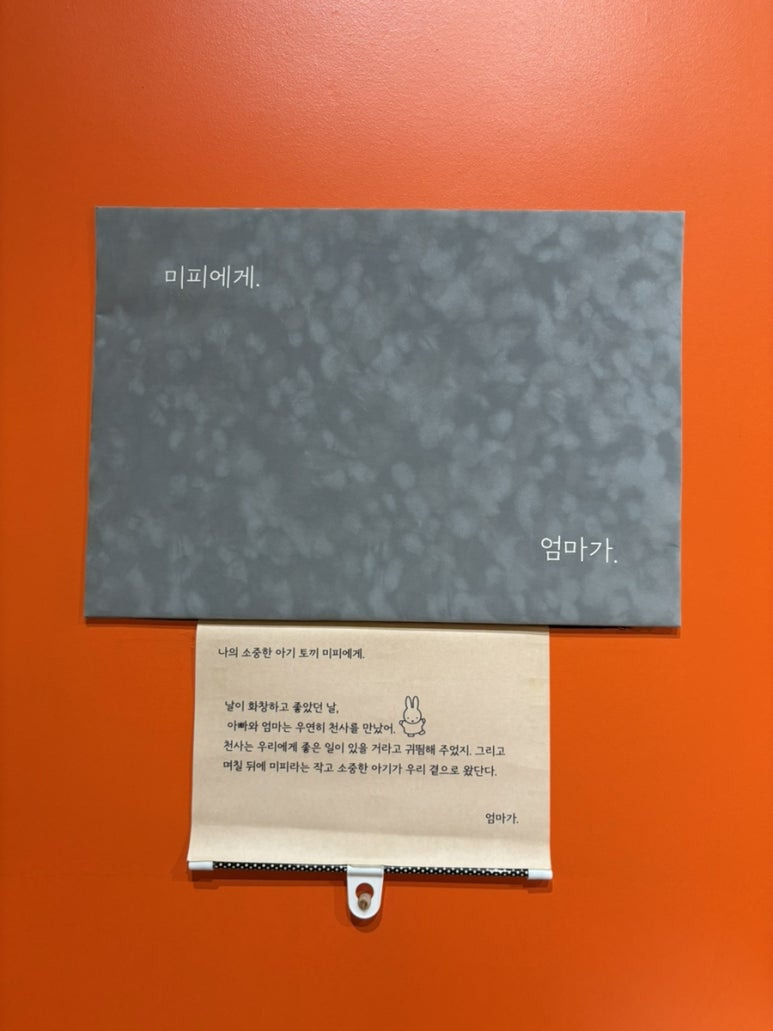 미피에게.
엄마가.
나의 소중한 아기 토끼 미피에게.
날이 화창하고 좋았던 날,
아빠와 엄마는 우연히 천사를 만났어.
천사는 우리에게 좋은 일이 있을 거라고 귀띔해 주었지. 그리고
며칠 뒤에 미피라는 작고 소중한 아기가 우리 곁으로 왔단다.
엄마가.